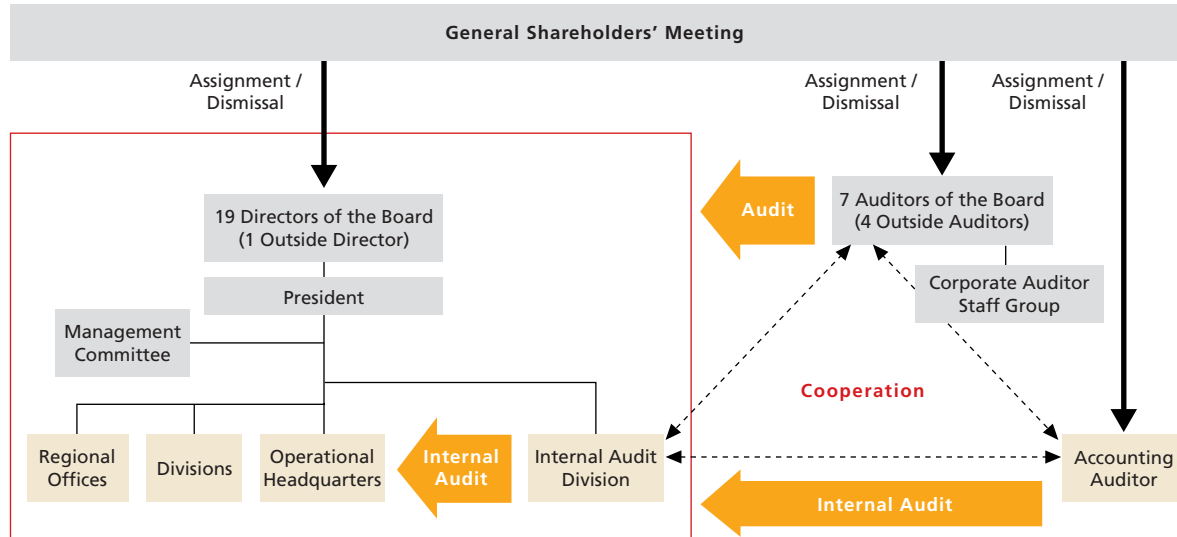 General Shareholders’ Meeting
Assignment /
Dismissal
Assignment /
Dismissal
Assignment /
Dismissal
19 Directors of the Board
(1 Outside Director)
Audit
7 Auditors of the Board
(4 Outside Auditors)
President
Corporate Auditor
Staff Group
Management
Committee
Cooperation
Regional
Offices
Divisions
Operational
Headquarters
Internal
Audit
Internal Audit
Division
Accounting
Auditor
Internal Audit